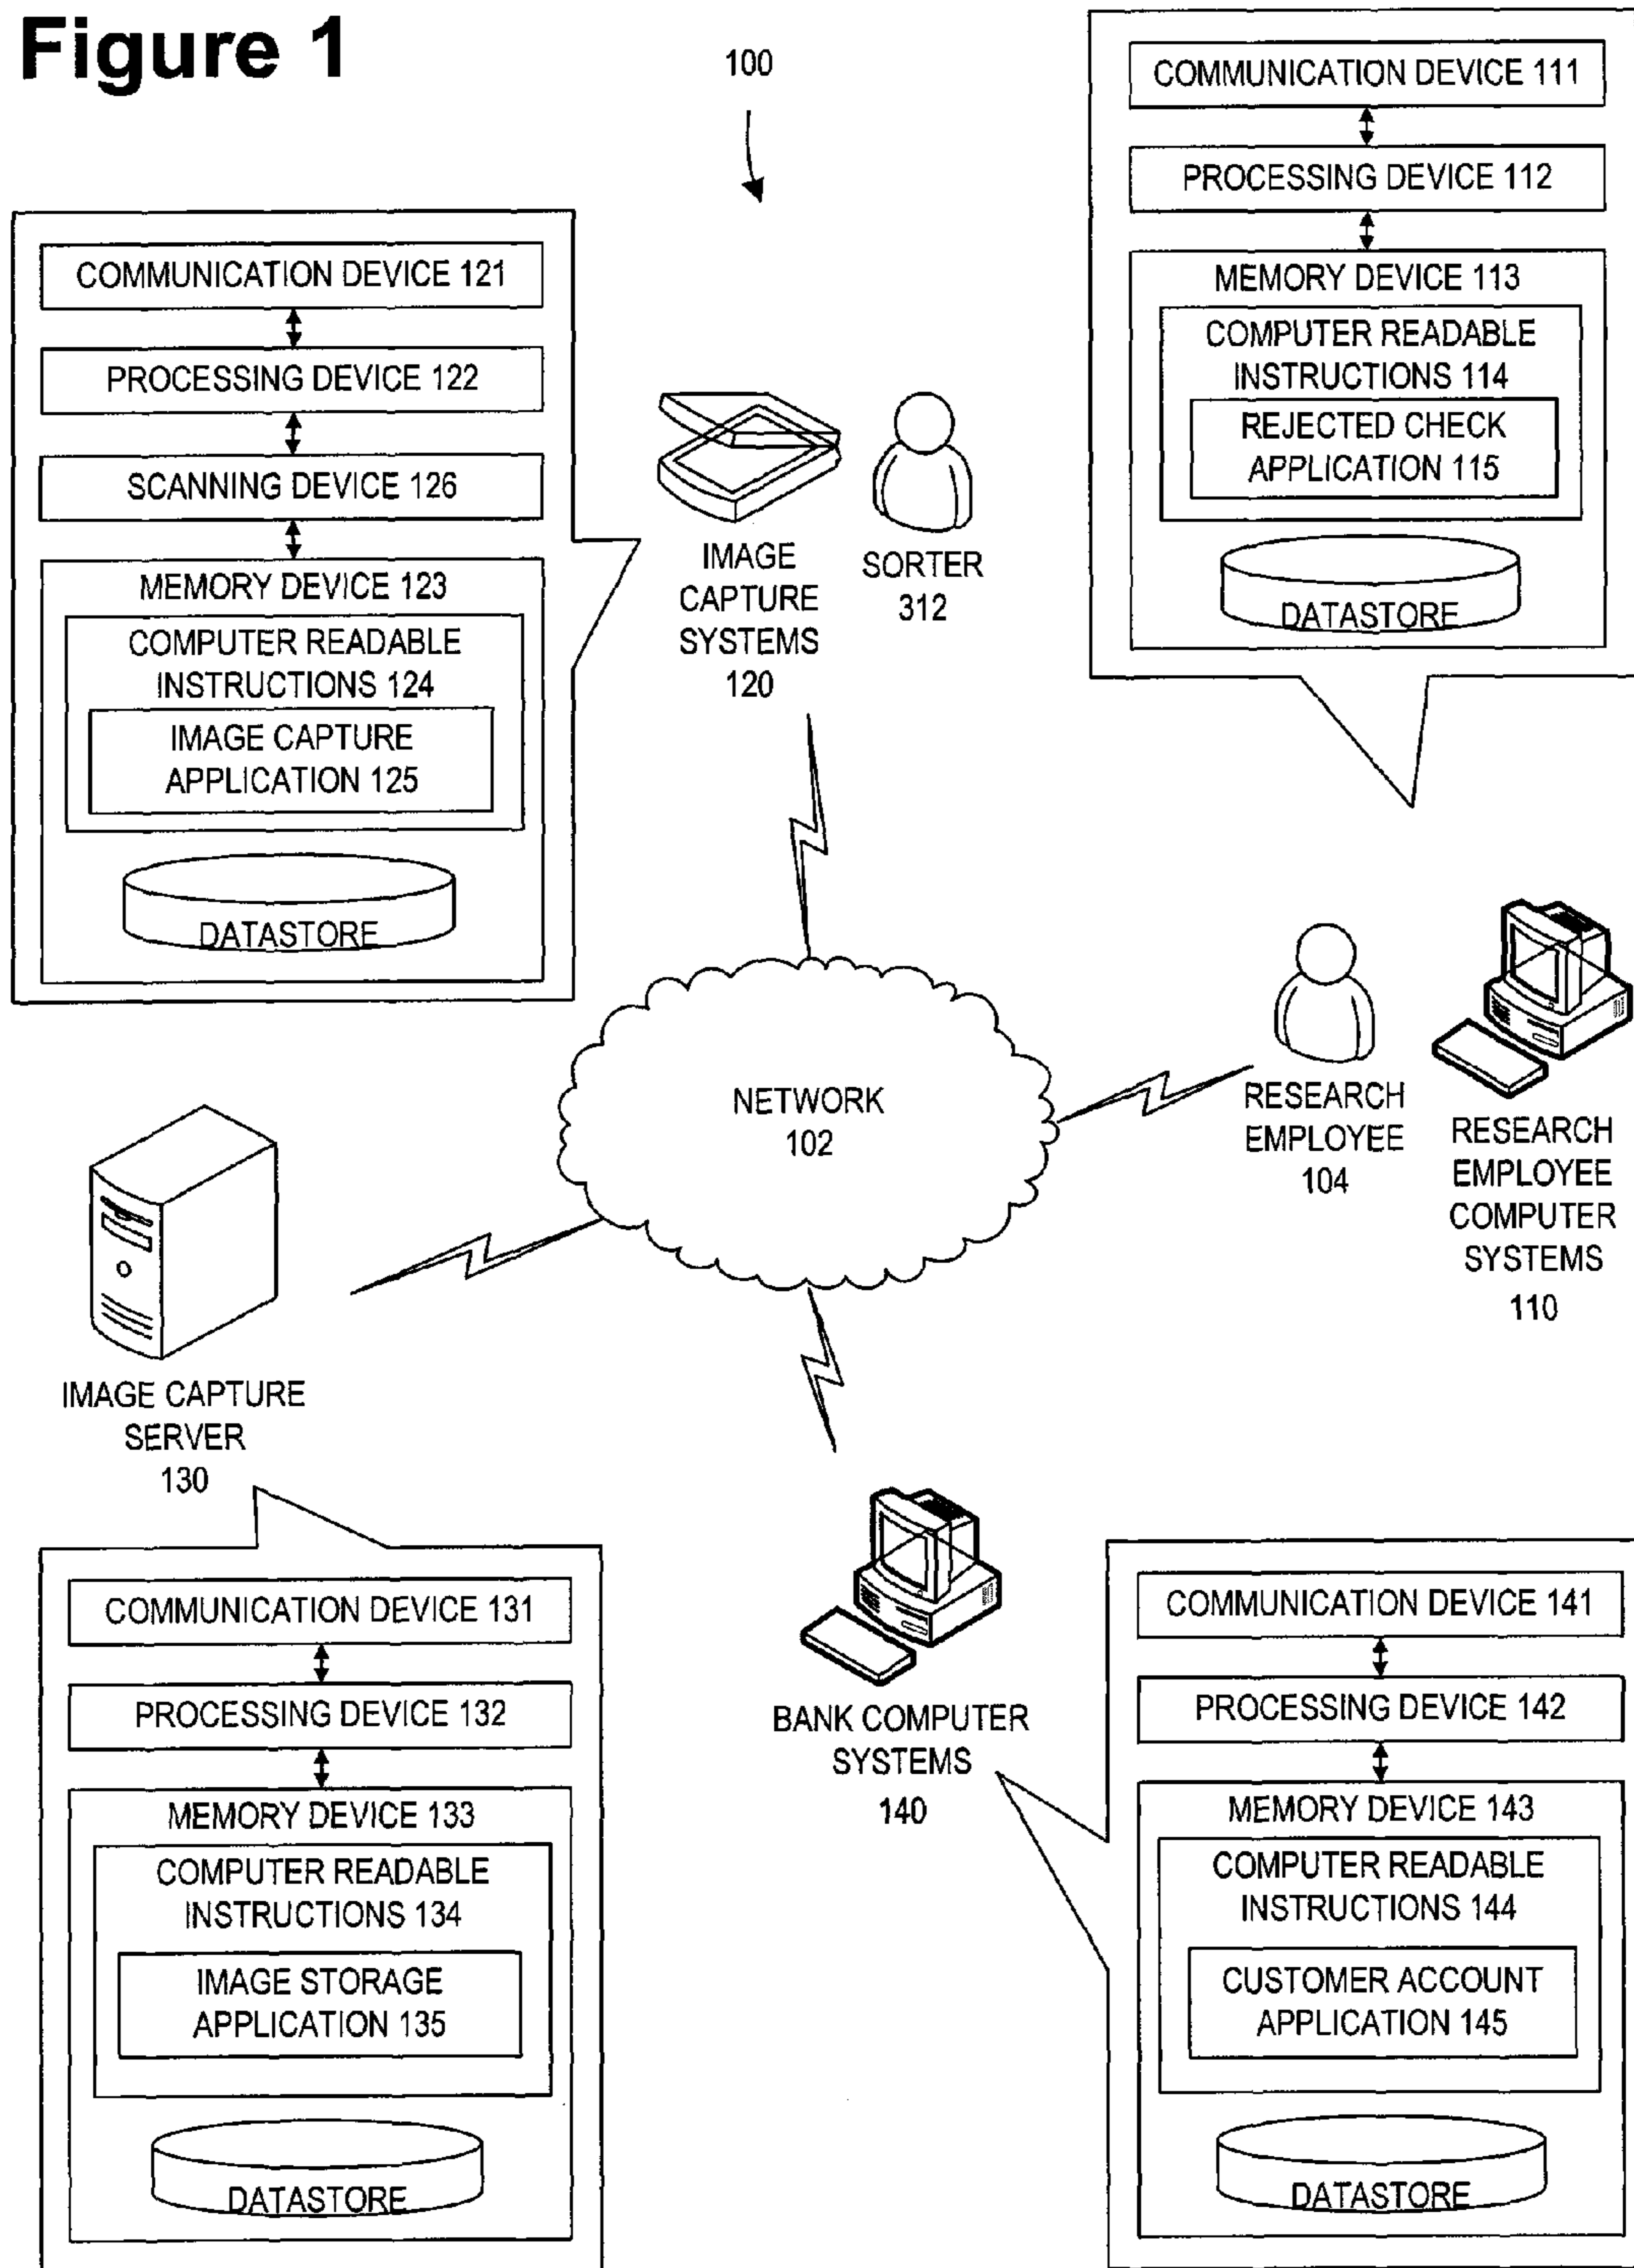 Figure 1
100
COMMUNICATION DEVICE 111
PROCESSING DEVICE 112
MEMORY DEVICE 113
COMPUTER READABLE
INSTRUCTIONS 114
REJECTED CHECK
APPLICATION 115
DATASTORE
COMMUNICATION DEVICE 121
PROCESSING DEVICE 122
SCANNING DEVICE 126
MEMORY DEVICE 123
COMPUTER READABLE
INSTRUCTIONS 124
IMAGE CAPTURE
APPLICATION 125
DATASTORE
IMAGE
CAPTURE
SYSTEMS
120
SORTER
312
NETWORK
102
RESEARCH
EMPLOYEE
104
RESEARCH
EMPLOYEE
COMPUTER
SYSTEMS
110
IMAGE CAPTURE
SERVER
130
BANK COMPUTER
SYSTEMS
140
COMMUNICATION DEVICE 131
PROCESSING DEVICE 132
MEMORY DEVICE 133
COMPUTER READABLE
INSTRUCTIONS 134
IMAGE STORAGE
APPLICATION 135
DATASTORE
COMMUNICATION DEVICE 141
PROCESSING DEVICE 142
MEMORY DEVICE 143
COMPUTER READABLE
INSTRUCTIONS 144
CUSTOMER ACCOUNT
APPLICATION 145
DATASTORE